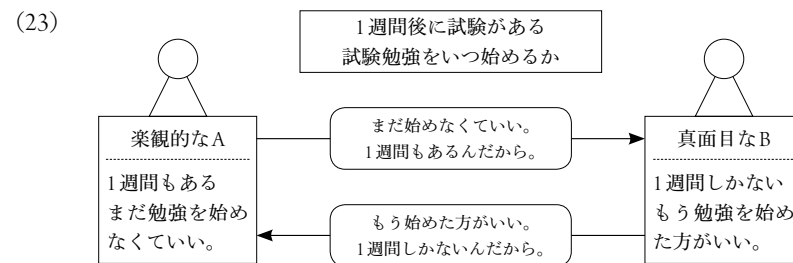 (23)
1週間後に試験がある
試験勉強をいつ始めるか
楽観的なA
1週間もある
まだ勉強を始め
なくていい。
まだ始めなくていい。
1週間もあるんだから。
もう始めた方がいい。
1週間しかないんだから。
真面目なB
1週間しかない
もう勉強を始め
た方がいい。